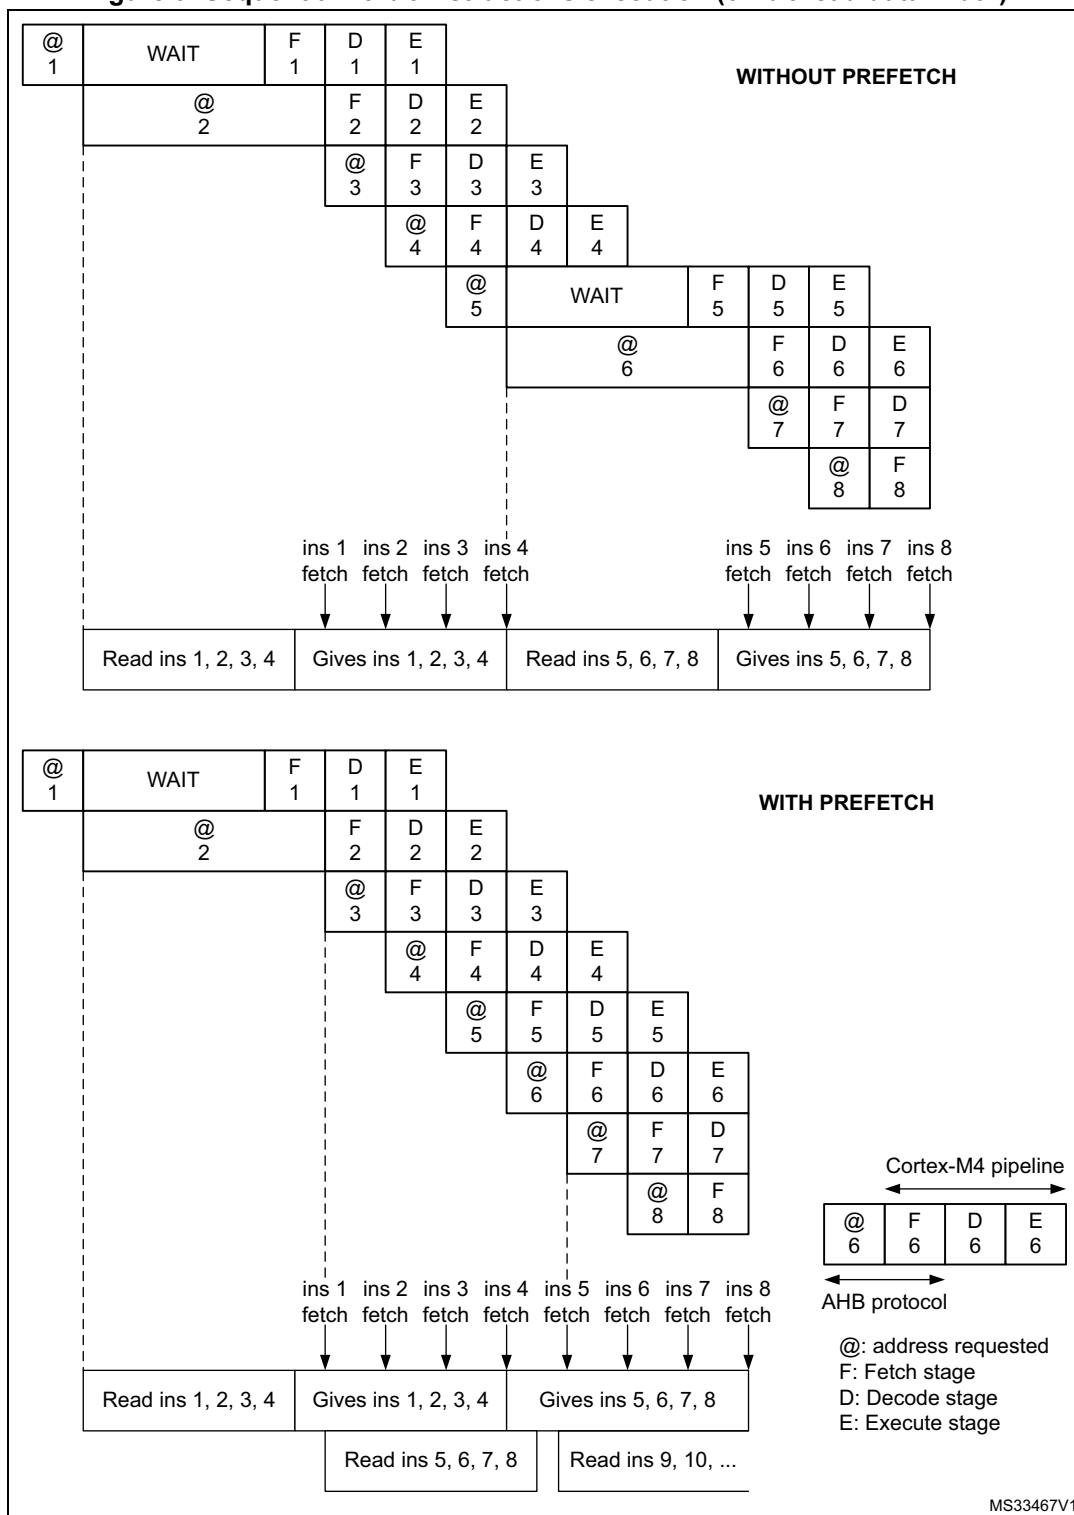 @ WAIT F D E
1 1 1 1
WITHOUT PREFETCH
@ F D E
2 2 2 2
@ F D E
3 3 3 3
@ F D E
4 4 4 4
@ WAIT F D E
5 5 5 5
@ F D E
6 6 6 6
@ F D
7 7 7
@ F
8 8
ins 1 ins 2 ins 3 ins 4 ins 5 ins 6 ins 7 ins 8
fetch fetch fetch fetch fetch fetch fetch fetch
Read ins 1, 2, 3, 4 Gives ins 1, 2, 3, 4 Read ins 5, 6, 7, 8 Gives ins 5, 6, 7, 8
@ WAIT F D E
1 1 1 1
WITH PREFETCH
@ F D E
2 2 2 2
@ F D E
3 3 3 3
@ F D E
4 4 4 4
@ F D E
5 5 5 5
@ F D E
6 6 6 6
@ F D
7 7 7
@ F
8 8
Cortex-M4 pipeline
@ F D E
6 6 6 6
AHB protocol
ins 1 ins 2 ins 3 ins 4 ins 5 ins 6 ins 7 ins 8
fetch fetch fetch fetch fetch fetch fetch fetch
@: address requested
F: Fetch stage
D: Decode stage
E: Execute stage
Read ins 1, 2, 3, 4 Gives ins 1, 2, 3, 4 Gives ins 5, 6, 7, 8
Read ins 5, 6, 7, 8 Read ins 9, 10, ...
MS33467V1